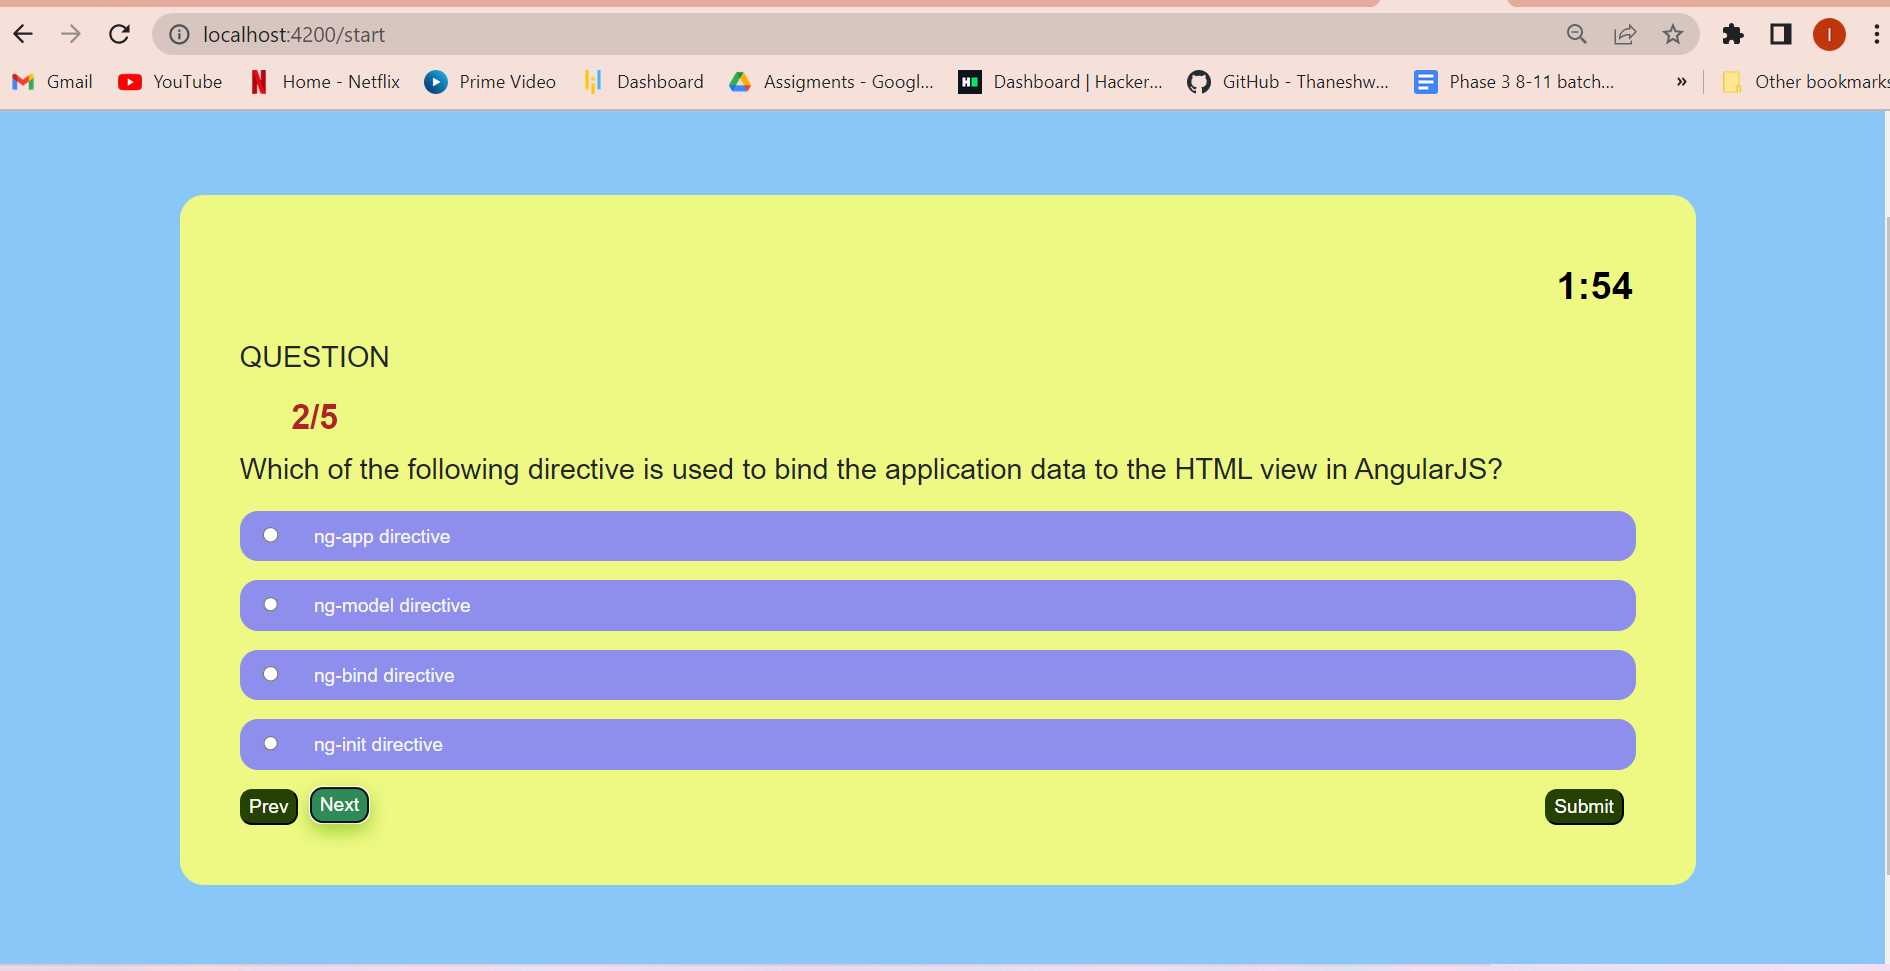 localhost:4200/start
I
Gmail YouTube Home - Netflix Prime Video Dashboard Assigments - Googl... Dashboard | Hacker... GitHub - Thaneshw... Phase 3 8-11 batch... » Other bookmarks
1:54
QUESTION
2/5
Which of the following directive is used to bind the application data to the HTML view in AngularJS?
ng-app directive
ng-model directive
ng-bind directive
ng-init directive
Prev Next Submit